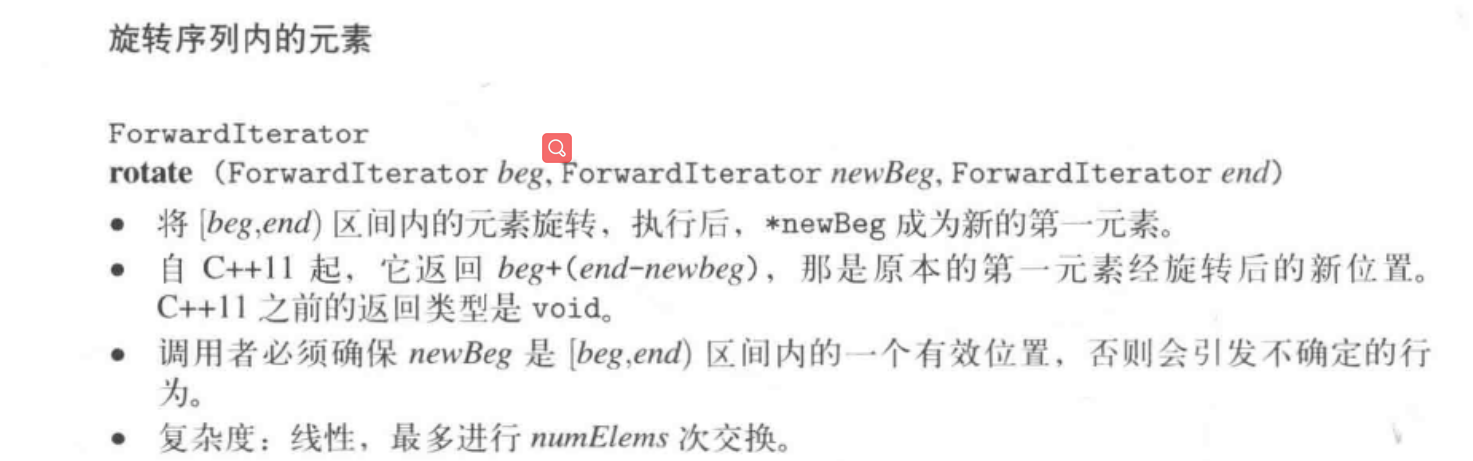 旋转序列内的元素
ForwardIterator
rotate (ForwardIterator beg, ForwardIterator newBeg, ForwardIterator end)
• 将 [beg,end) 区间内的元素旋转，执行后，*newBeg 成为新的第一元素。
• 自 C++11 起，它返回 beg+(end-newbeg)，那是原本的第一元素经旋转后的新位置。
C++11 之前的返回类型是 void。
• 调用者必须确保 newBeg 是 [beg,end) 区间内的一个有效位置，否则会引发不确定的行
为。
• 复杂度：线性，最多进行 numElems 次交换。